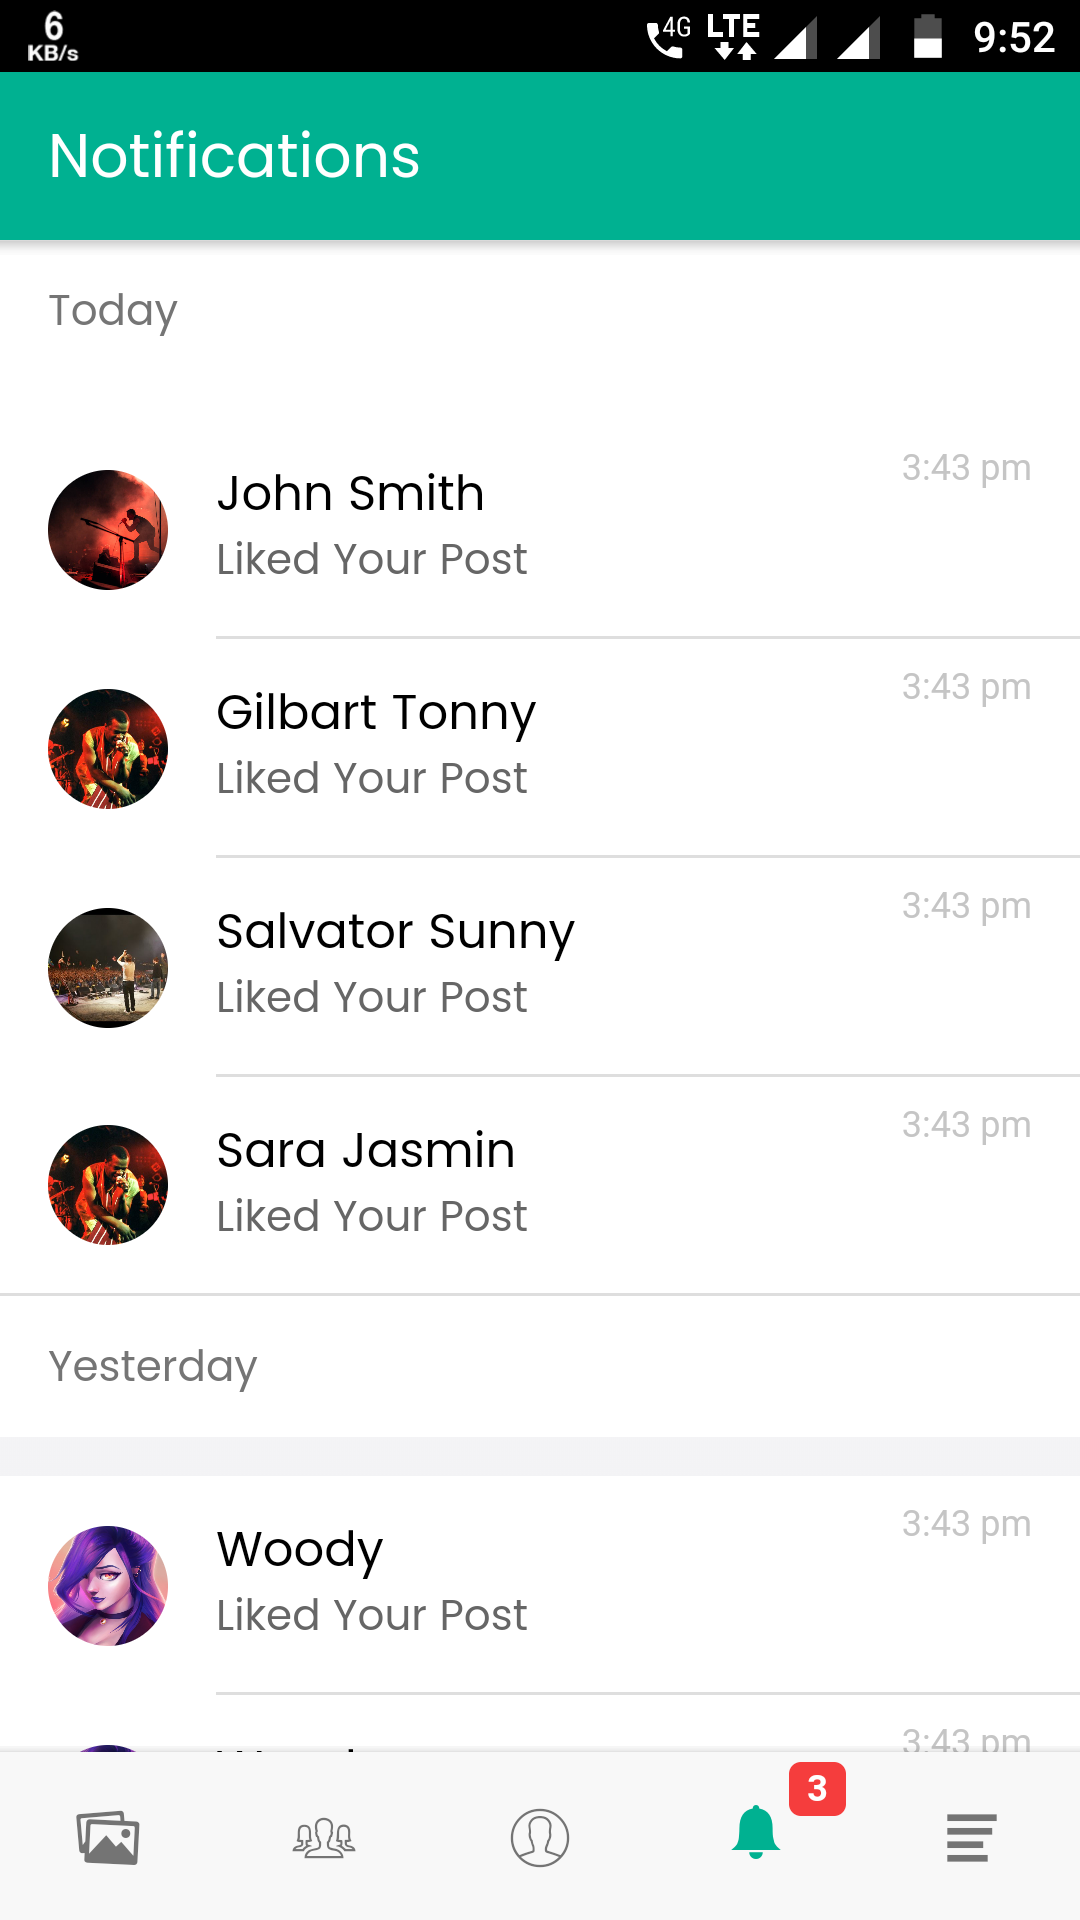 6
KB/s
4G LTE 9:52
Notifications
Today
3:43 pm
John Smith
Liked Your Post
3:43 pm
Gilbart Tonny
Liked Your Post
3:43 pm
Salvator Sunny
Liked Your Post
3:43 pm
Sara Jasmin
Liked Your Post
Yesterday
3:43 pm
Woody
Liked Your Post
3:43 pm
3